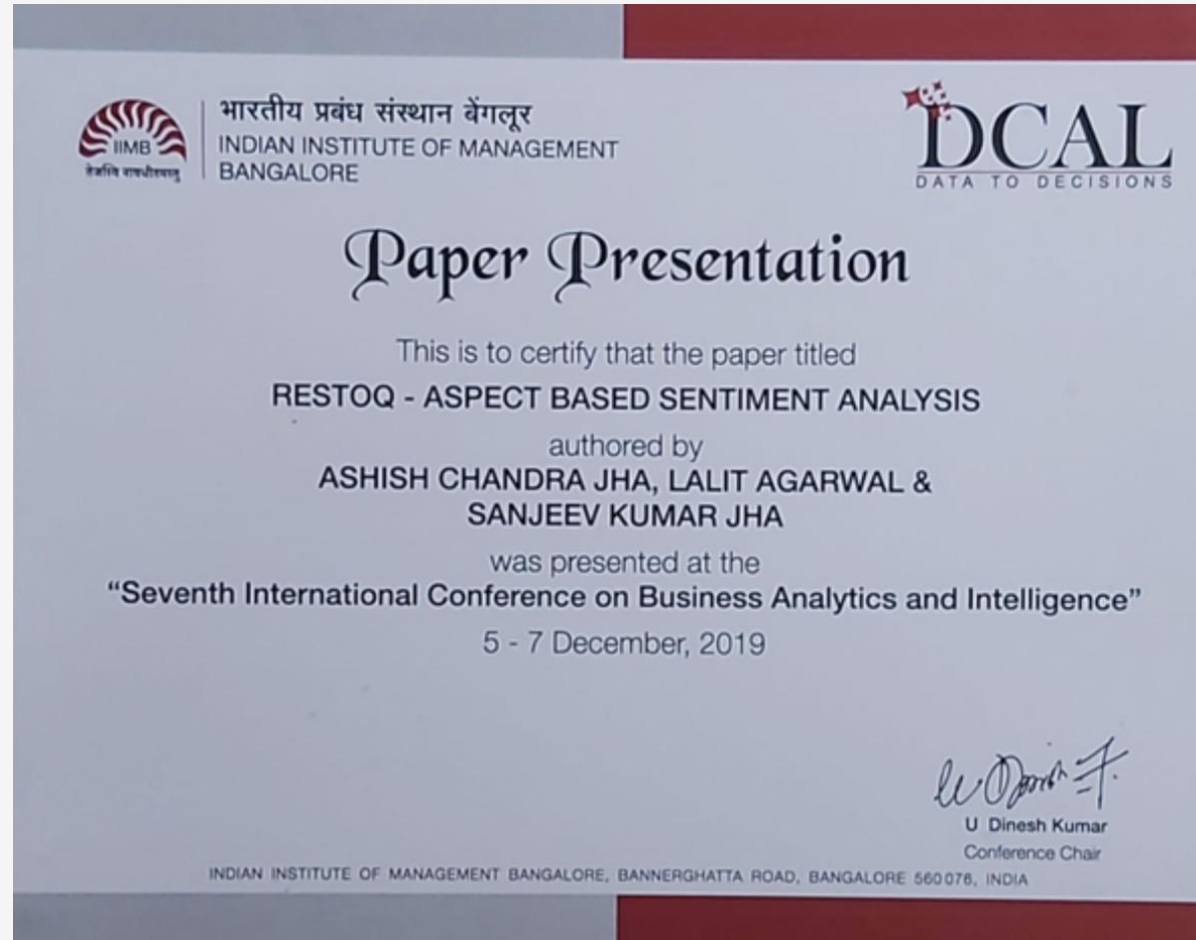 भारतीय प्रबंध संस्थान बेंगलूर
IIMB
INDIAN INSTITUTE OF MANAGEMENT
BANGALORE
तेजस्वि नावधीतमस्तु
DCAL
DATA TO DECISIONS
Paper Presentation
This is to certify that the paper titled
RESTOQ - ASPECT BASED SENTIMENT ANALYSIS
authored by
ASHISH CHANDRA JHA, LALIT AGARWAL &
SANJEEV KUMAR JHA
was presented at the
“Seventh International Conference on Business Analytics and Intelligence”
5 - 7 December, 2019
U Dinesh Kumar
Conference Chair
INDIAN INSTITUTE OF MANAGEMENT BANGALORE, BANNERGHATTA ROAD, BANGALORE 560076, INDIA